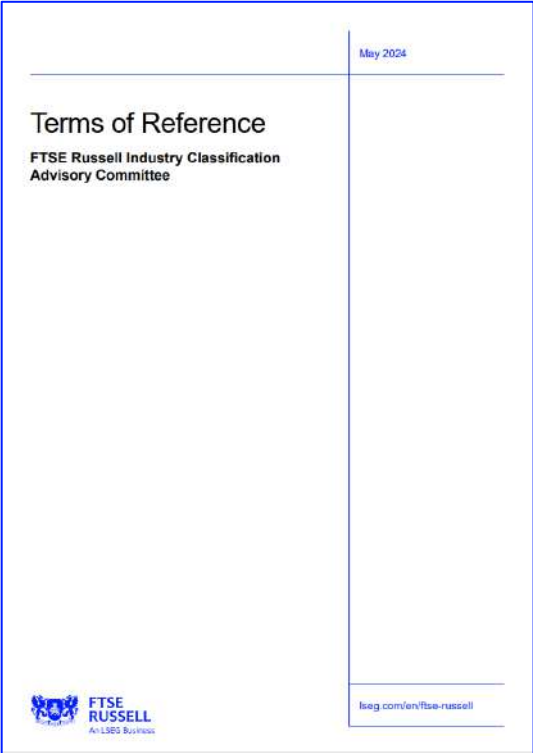 May 2024
Terms of Reference
FTSE Russell Industry Classification
Advisory Committee
FTSE
RUSSELL
An LSEG Business
lseg.com/en/ftse-russell